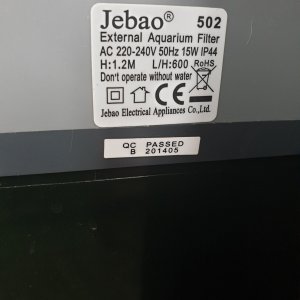 Jebao® 502
External Aquarium Filter
AC 220-240V 50Hz 15W IP44
H:1.2M L/H:600 RoHS
Don't operate without water
Jebao Electrical Appliances Co.,Ltd.
QC PASSED
B 201405